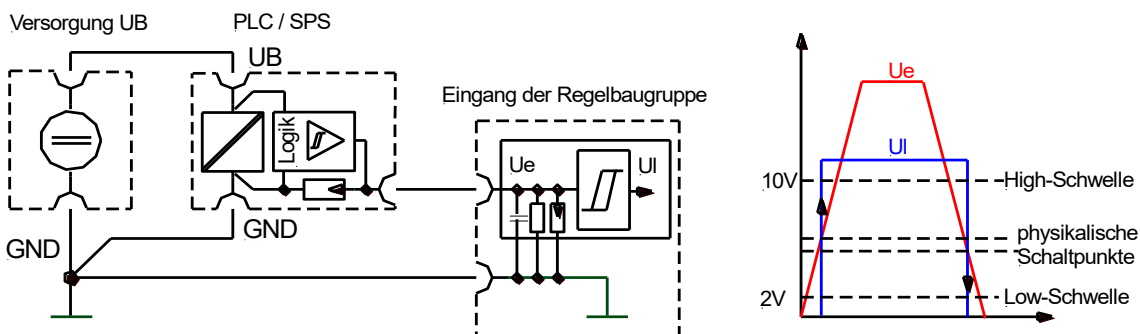 Versorgung UB
PLC / SPS
UB
Eingang der Regelbaugruppe
Logik
Ue
UI
GND
GND
Ue
UI
10V
High-Schwelle
physikalische
Schaltpunkte
2V
Low-Schwelle